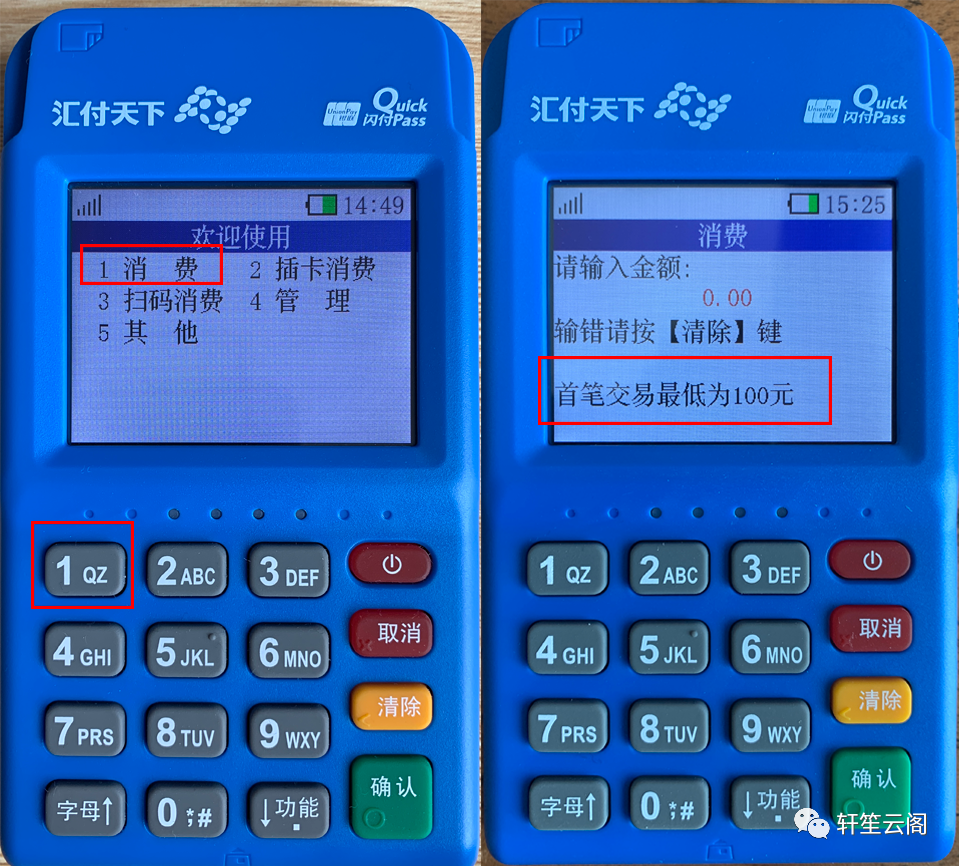 汇付天下
UnionPay
银联
Quick
闪付Pass
14:49
欢迎使用
1 消 费 2 插卡消费
3 扫码消费 4 管 理
5 其 他
1 QZ 2 ABC 3 DEF
4 GHI 5 JKL 6 MNO 取消
7 PRS 8 TUV 9 WXY 清除
字母↑ 0 *,# ↓功能 . 确认
汇付天下
UnionPay
银联
Quick
闪付Pass
15:25
消费
请输入金额:
0.00
输错请按【清除】键
首笔交易最低为100元
1 QZ 2 ABC 3 DEF
4 GHI 5 JKL 6 MNO 取消
7 PRS 8 TUV 9 WXY 清除
字母↑ 0 *,# ↓功能 . 确认
轩笙云阁